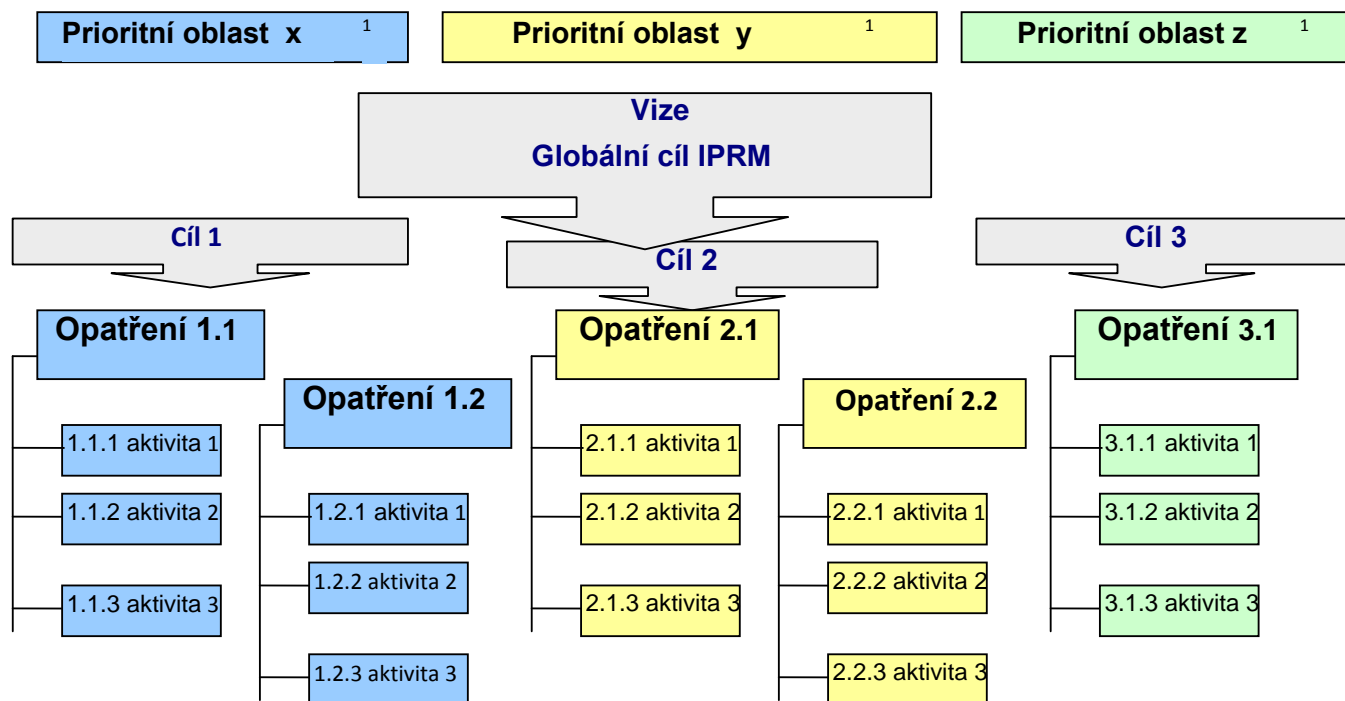 Prioritní oblast x 1
Prioritní oblast y 1
Prioritní oblast z 1
Vize
Globální cíl IPRM
Cíl 1
Cíl 2
Cíl 3
Opatření 1.1
1.1.1 aktivita 1
1.1.2 aktivita 2
1.1.3 aktivita 3
Opatření 1.2
1.2.1 aktivita 1
1.2.2 aktivita 2
1.2.3 aktivita 3
Opatření 2.1
2.1.1 aktivita 1
2.1.2 aktivita 2
2.1.3 aktivita 3
Opatření 2.2
2.2.1 aktivita 1
2.2.2 aktivita 2
2.2.3 aktivita 3
Opatření 3.1
3.1.1 aktivita 1
3.1.2 aktivita 2
3.1.3 aktivita 3